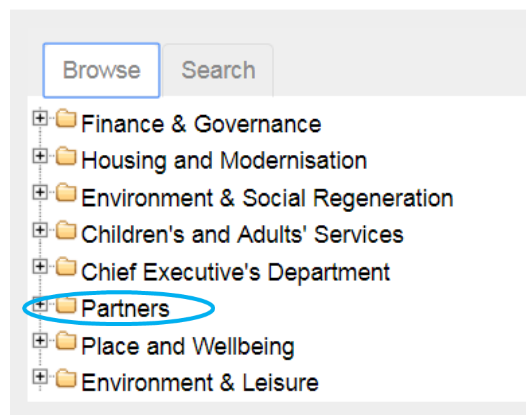 Browse Search
Finance & Governance
Housing and Modernisation
Environment & Social Regeneration
Children's and Adults' Services
Chief Executive's Department
Partners
Place and Wellbeing
Environment & Leisure